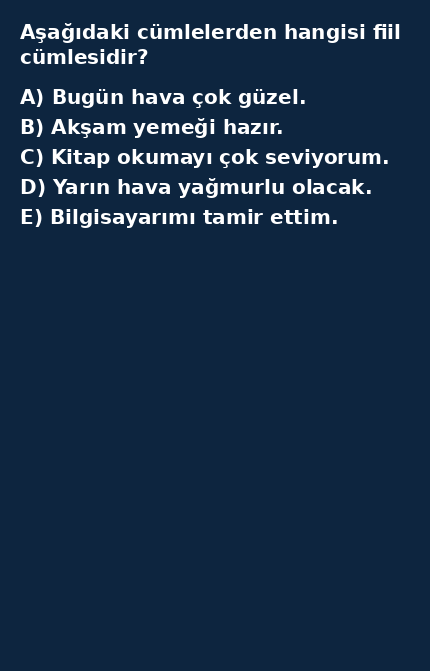 Aşağıdaki cümlelerden hangisi fiil
cümlesidir?
A) Bugün hava çok güzel.
B) Akşam yemeği hazır.
C) Kitap okumayı çok seviyorum.
D) Yarın hava yağmurlu olacak.
E) Bilgisayarımı tamir ettim.